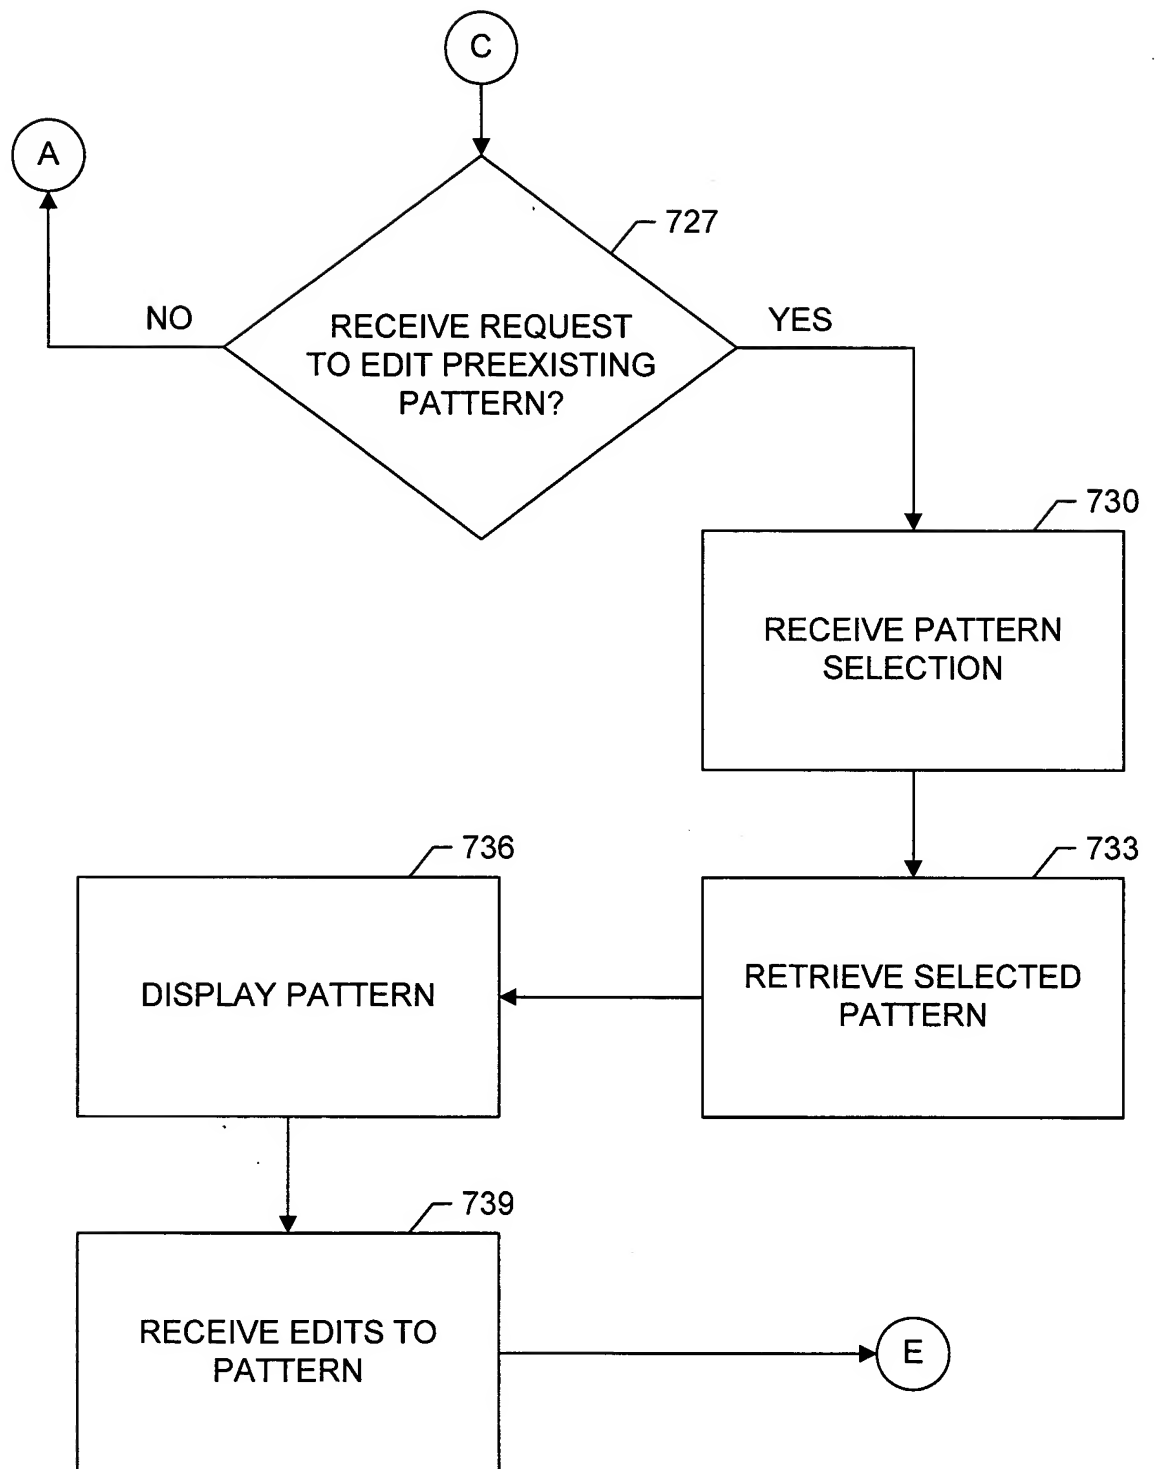 C
A
727
NO
YES
RECEIVE REQUEST
TO EDIT PREEXISTING
PATTERN?
730
RECEIVE PATTERN
SELECTION
736
733
DISPLAY PATTERN
RETRIEVE SELECTED
PATTERN
739
RECEIVE EDITS TO
PATTERN
E